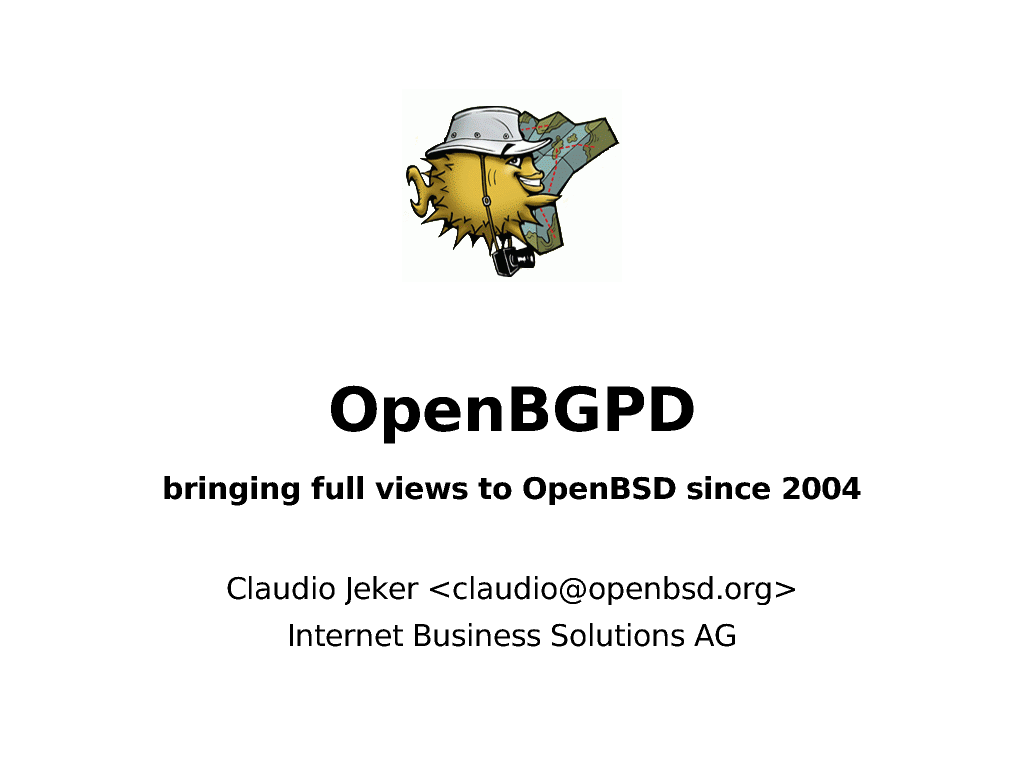 OpenBGPD
bringing full views to OpenBSD since 2004
Claudio Jeker <claudio@openbsd.org>
Internet Business Solutions AG